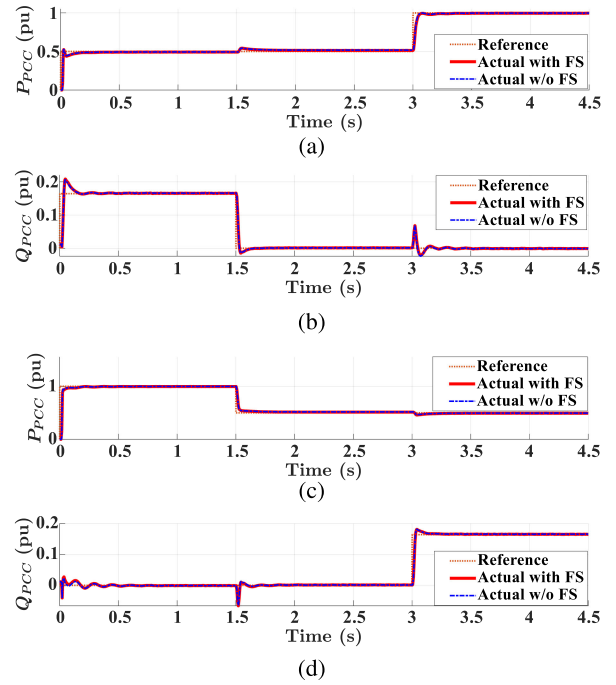 P_PCC (pu)
1
0.5
0
Reference
Actual with FS
Actual w/o FS
0 0.5 1 1.5 2 2.5 3 3.5 4 4.5
Time (s)
(a)
Q_PCC (pu)
0.2
0.1
0
Reference
Actual with FS
Actual w/o FS
0 0.5 1 1.5 2 2.5 3 3.5 4 4.5
Time (s)
(b)
P_PCC (pu)
1
0
Reference
Actual with FS
Actual w/o FS
0 0.5 1 1.5 2 2.5 3 3.5 4 4.5
Time (s)
(c)
Q_PCC (pu)
0.2
0.1
0
Reference
Actual with FS
Actual w/o FS
0 0.5 1 1.5 2 2.5 3 3.5 4 4.5
Time (s)
(d)